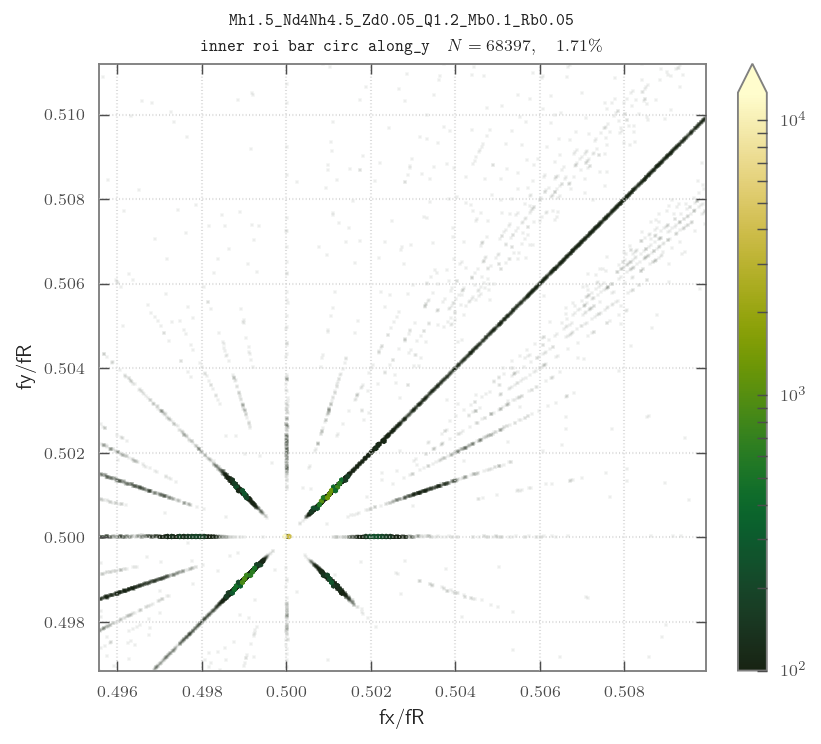 Mh1.5_Nd4Nh4.5_Zd0.05_Q1.2_Mb0.1_Rb0.05
inner roi bar circ along_y N = 68397, 1.71%
fy/fR
0.510
0.508
0.506
0.504
0.502
0.500
0.498
0.496 0.498 0.500 0.502 0.504 0.506 0.508
fx/fR
10^4
10^3
10^2